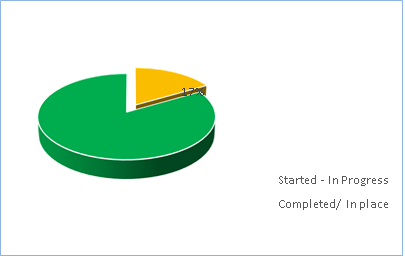 17%
Started - In Progress
Completed/ In place